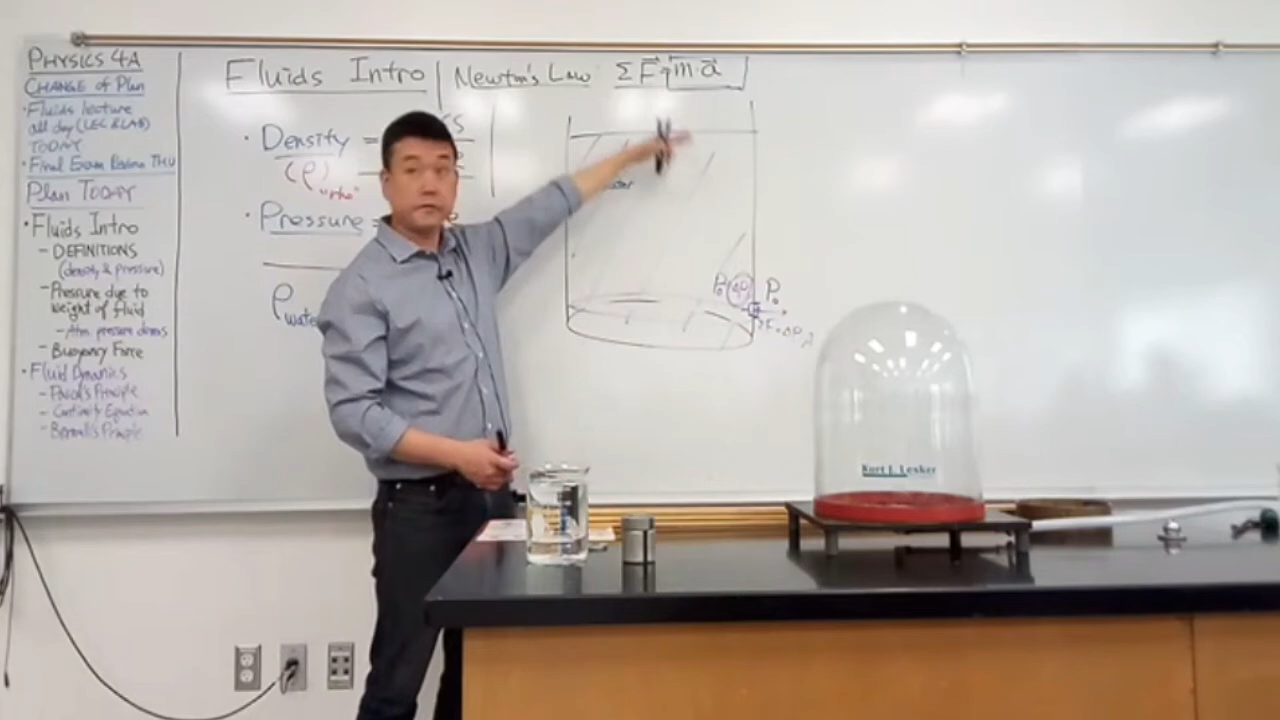 PHYSICS 4A
CHANGE of Plan
• Fluids lecture
all day (LEC & LAB)
TODAY
• Final Exam Review THU
Plan TODAY
• Fluids Intro
- DEFINITIONS
(density & pressure)
- Pressure due to
weight of fluid
- Atm. pressure demos
- Buoyancy Force
• Fluid Dynamics
- Pascal's Principle
- Continuity Equation
- Bernoulli's Principle
Fluids Intro
Newton's Law ΣF = m·a
• Density =
(ρ) "rho"
• Pressure =
ρwater
P₀
Kurt J. Lesker